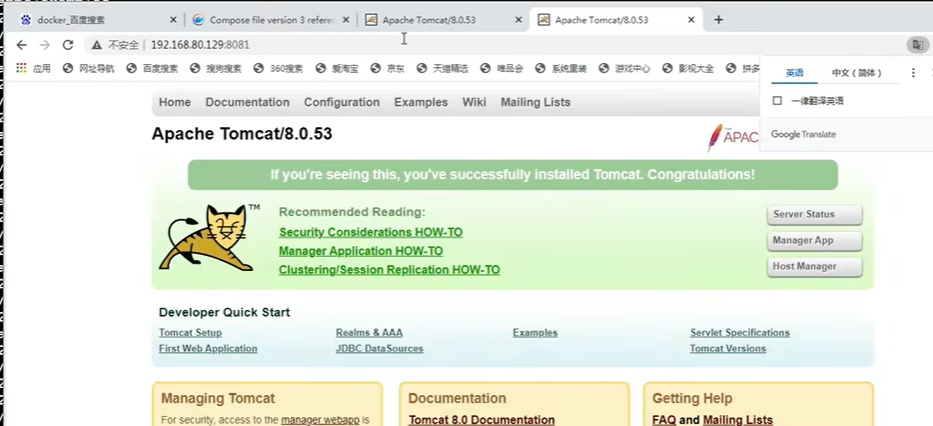 docker_百度搜索 Compose file version 3 refere Apache Tomcat/8.0.53 Apache Tomcat/8.0.53
不安全 192.168.80.129:8081
应用 网址导航 百度搜索 搜狗搜索 360搜索 爱淘宝 京东 天猫精选 唯品会 系统重装 游戏中心 影视大全 拼多
英语 中文（简体）
一律翻译英语
Google Translate
Home Documentation Configuration Examples Wiki Mailing Lists
Apache Tomcat/8.0.53
APAC
If you're seeing this, you've successfully installed Tomcat. Congratulations!
TM
Recommended Reading:
Security Considerations HOW-TO
Manager Application HOW-TO
Clustering/Session Replication HOW-TO
Server Status
Manager App
Host Manager
Developer Quick Start
Tomcat Setup Realms & AAA Examples Servlet Specifications
First Web Application JDBC DataSources Tomcat Versions
Managing Tomcat
For security, access to the manager webapp is
Documentation
Tomcat 8.0 Documentation
Getting Help
FAQ and Mailing Lists